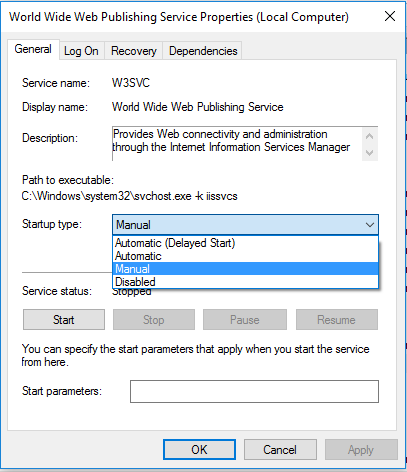 World Wide Web Publishing Service Properties (Local Computer)
General Log On Recovery Dependencies
Service name: W3SVC
Display name: World Wide Web Publishing Service
Description: Provides Web connectivity and administration
through the Internet Information Services Manager
Path to executable:
C:\Windows\system32\svchost.exe -k iissvcs
Startup type: Manual
Automatic (Delayed Start)
Automatic
Manual
Disabled
Service status: Stopped
Start Stop Pause Resume
You can specify the start parameters that apply when you start the service
from here.
Start parameters:
OK Cancel Apply